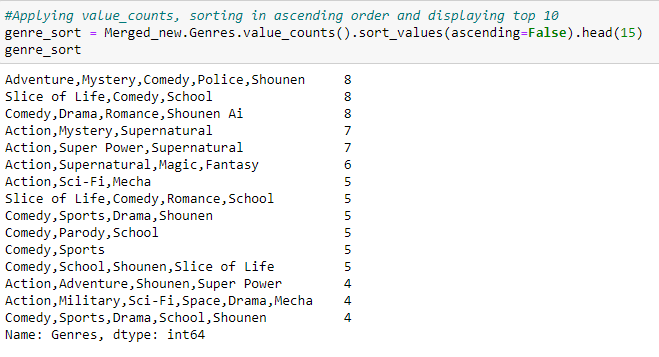 #Applying value_counts, sorting in ascending order and displaying top 10
genre_sort = Merged_new.Genres.value_counts().sort_values(ascending=False).head(15)
genre_sort
Adventure,Mystery,Comedy,Police,Shounen 8
Slice of Life,Comedy,School 8
Comedy,Drama,Romance,Shounen Ai 8
Action,Mystery,Supernatural 7
Action,Super Power,Supernatural 7
Action,Supernatural,Magic,Fantasy 6
Action,Sci-Fi,Mecha 5
Slice of Life,Comedy,Romance,School 5
Comedy,Sports,Drama,Shounen 5
Comedy,Parody,School 5
Comedy,Sports 5
Comedy,School,Shounen,Slice of Life 5
Action,Adventure,Shounen,Super Power 4
Action,Military,Sci-Fi,Space,Drama,Mecha 4
Comedy,Sports,Drama,School,Shounen 4
Name: Genres, dtype: int64